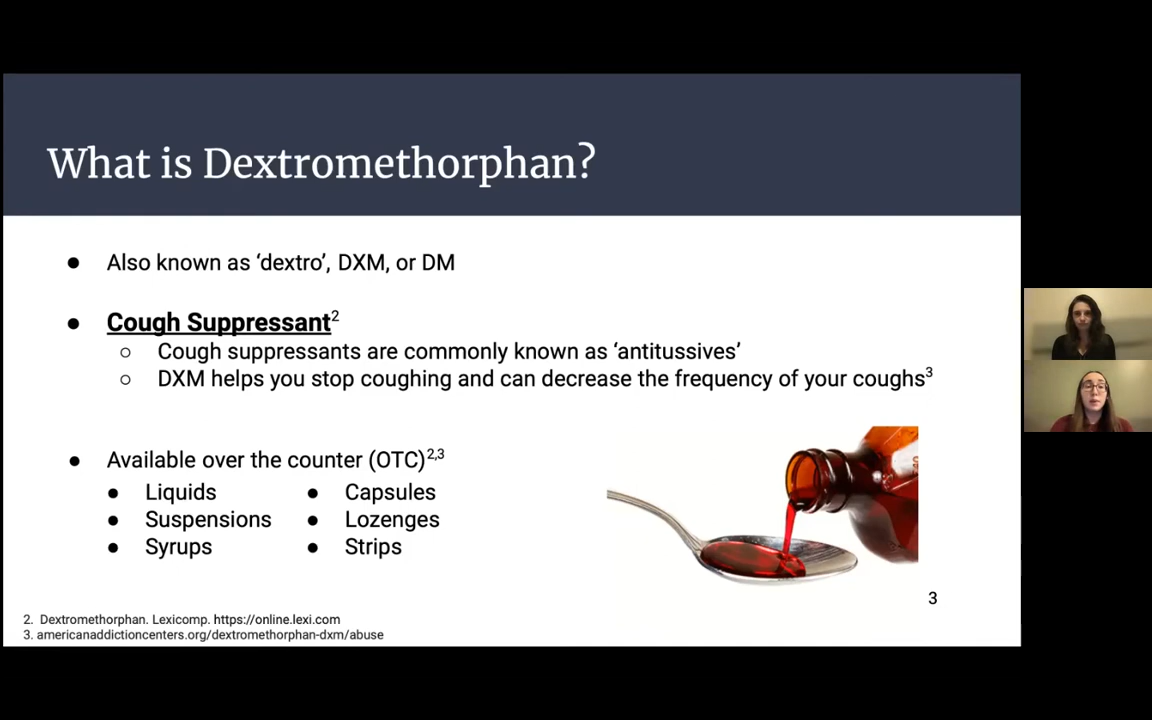 What is Dextromethorphan?
● Also known as ‘dextro’, DXM, or DM
● Cough Suppressant2
○ Cough suppressants are commonly known as ‘antitussives’
○ DXM helps you stop coughing and can decrease the frequency of your coughs3
● Available over the counter (OTC)2,3
● Liquids ● Capsules
● Suspensions ● Lozenges
● Syrups ● Strips
3
2. Dextromethorphan. Lexicomp. https://online.lexi.com
3. americanaddictioncenters.org/dextromethorphan-dxm/abuse